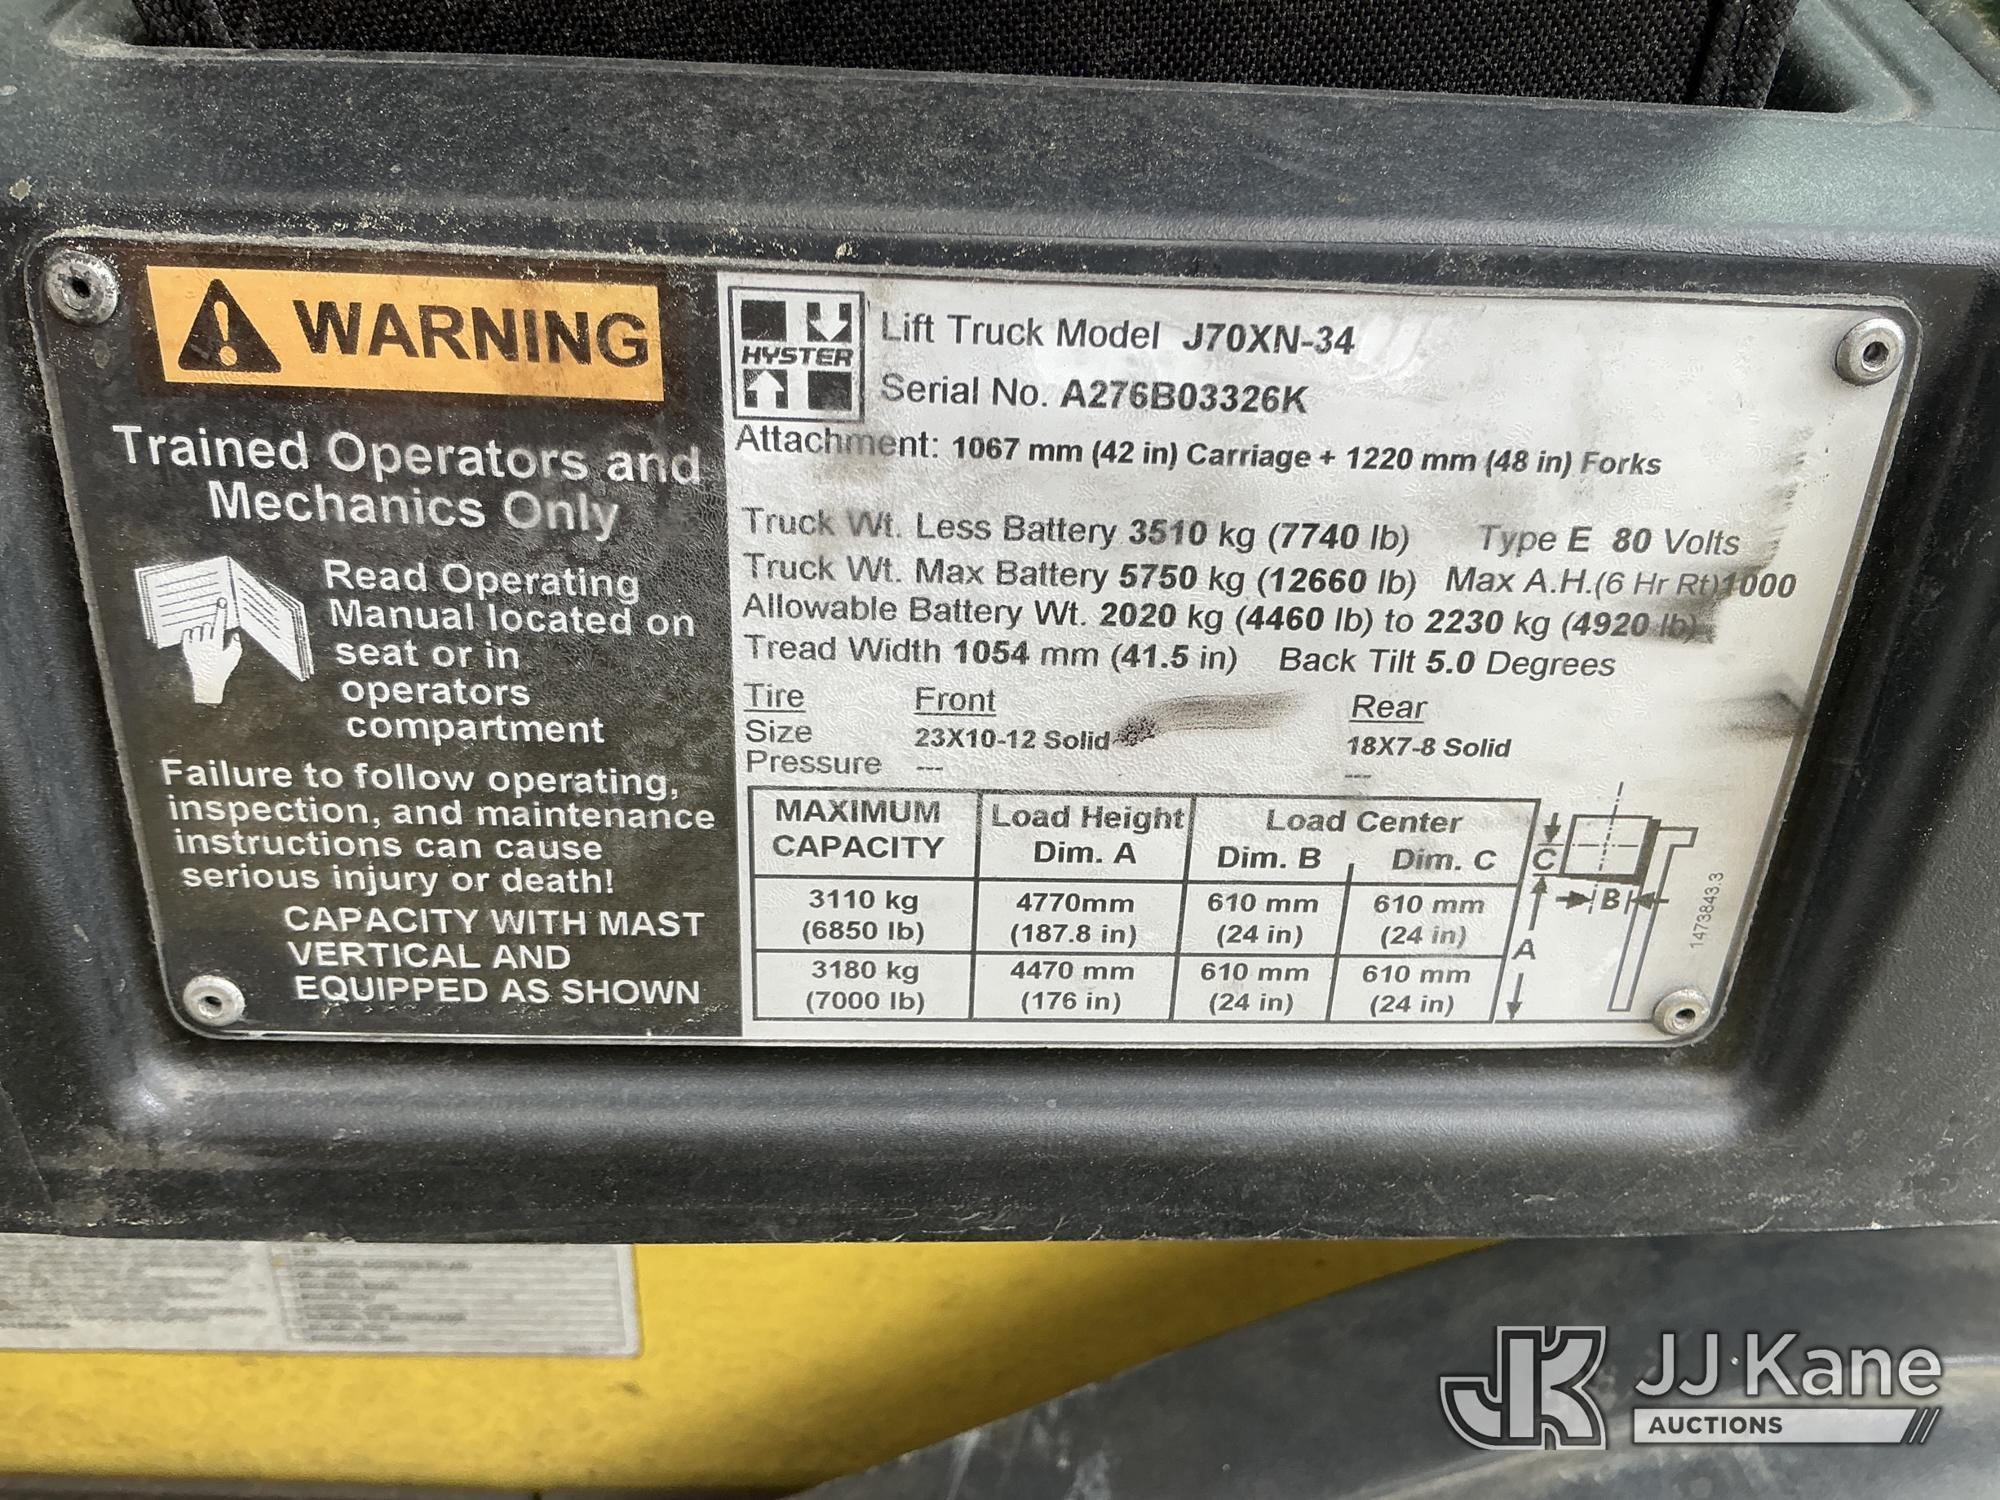 WARNING
Trained Operators and
Mechanics Only
Read Operating
Manual located on
seat or in
operators
compartment
Failure to follow operating,
inspection, and maintenance
instructions can cause
serious injury or death!
CAPACITY WITH MAST
VERTICAL AND
EQUIPPED AS SHOWN
HYSTER
Lift Truck Model J70XN-34
Serial No. A276B03326K
Attachment: 1067 mm (42 in) Carriage + 1220 mm (48 in) Forks
Truck Wt. Less Battery 3510 kg (7740 lb) Type E 80 Volts
Truck Wt. Max Battery 5750 kg (12660 lb) Max A.H.(6 Hr Rt)1000
Allowable Battery Wt. 2020 kg (4460 lb) to 2230 kg (4920 lb)
Tread Width 1054 mm (41.5 in) Back Tilt 5.0 Degrees
Tire Front Rear
Size 23X10-12 Solid 18X7-8 Solid
Pressure --- ---
MAXIMUM Load Height Load Center
CAPACITY Dim. A Dim. B Dim. C
3110 kg 4770mm 610 mm 610 mm
(6850 lb) (187.8 in) (24 in) (24 in)
3180 kg 4470 mm 610 mm 610 mm
(7000 lb) (176 in) (24 in) (24 in)
C
B
A
1473843.3
JK JJ Kane
AUCTIONS